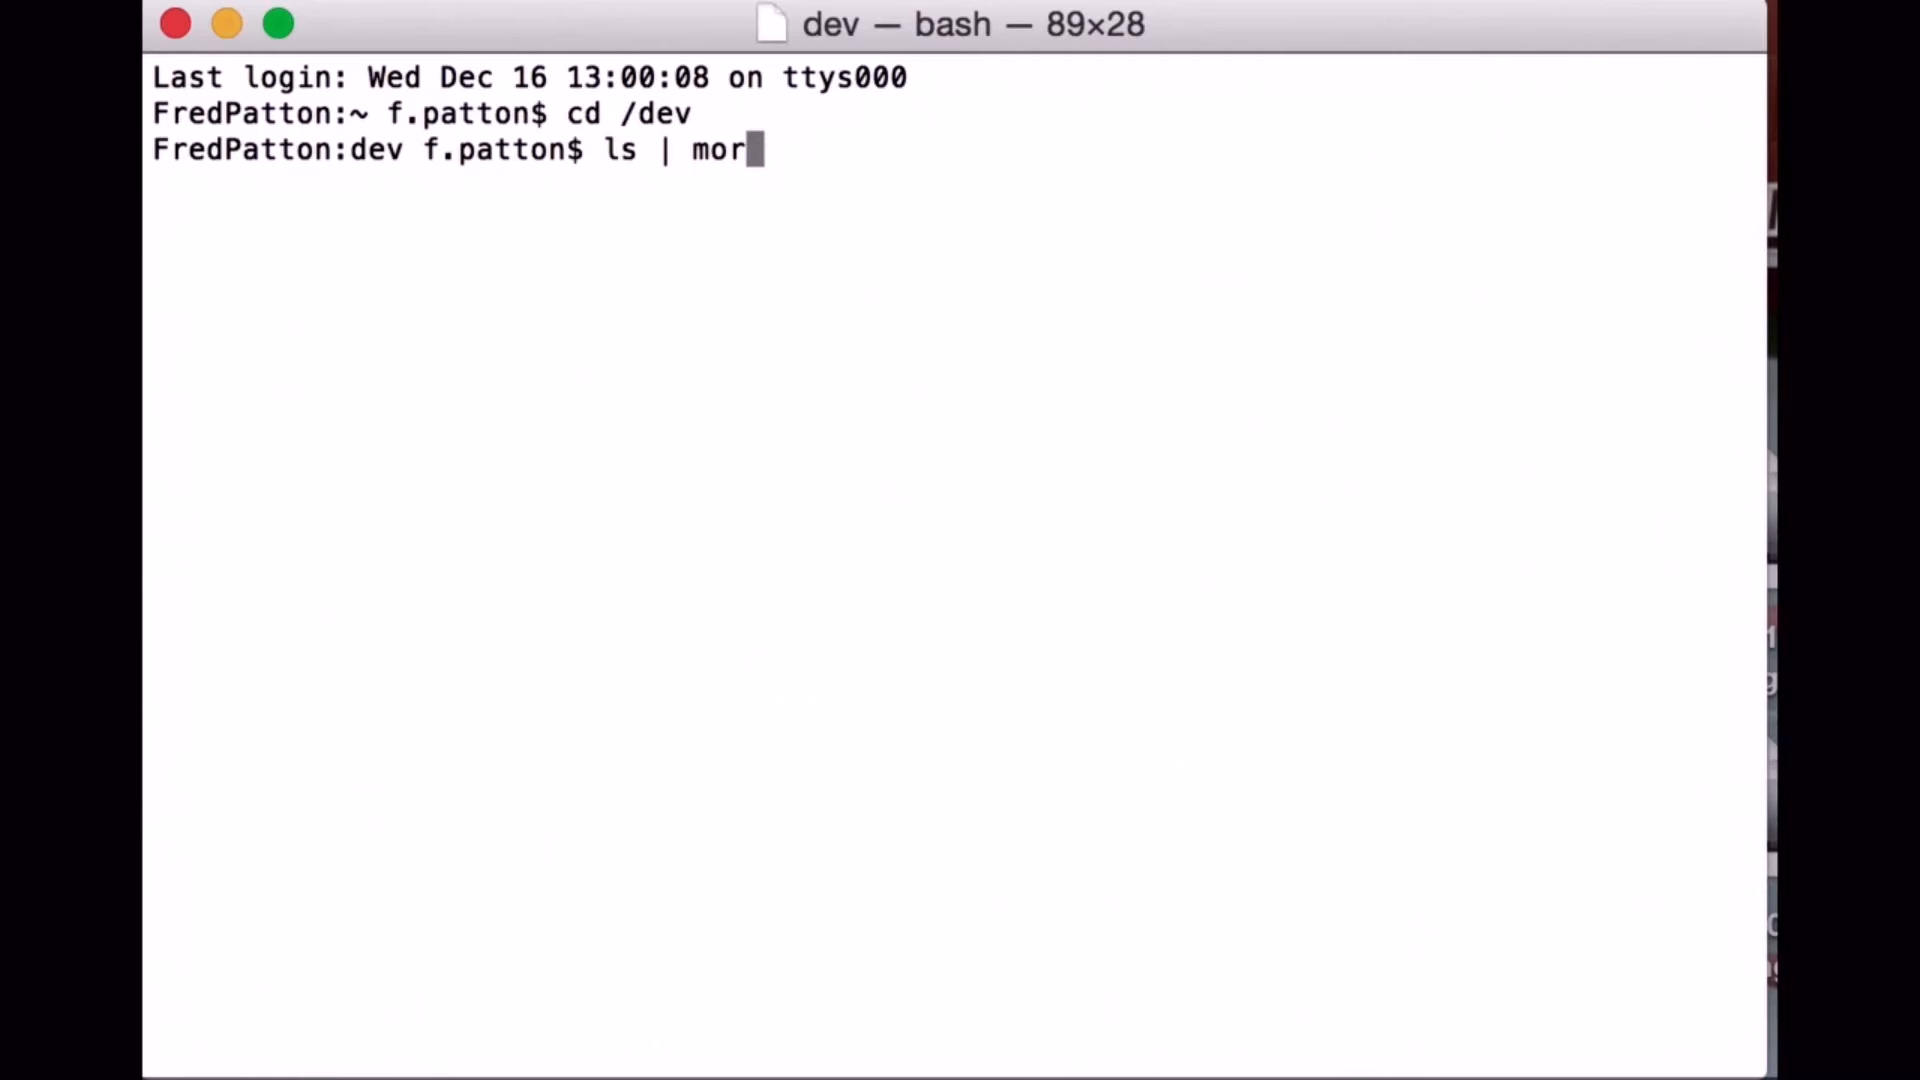 dev — bash — 89×28
Last login: Wed Dec 16 13:00:08 on ttys000
FredPatton:~ f.patton$ cd /dev
FredPatton:dev f.patton$ ls | mor